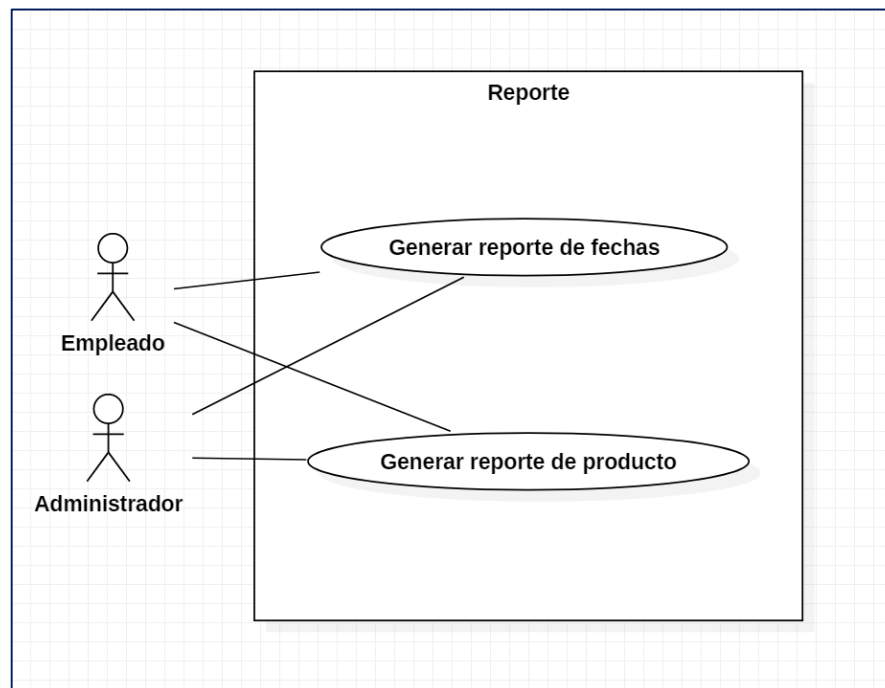 Reporte
Generar reporte de fechas
Empleado
Generar reporte de producto
Administrador